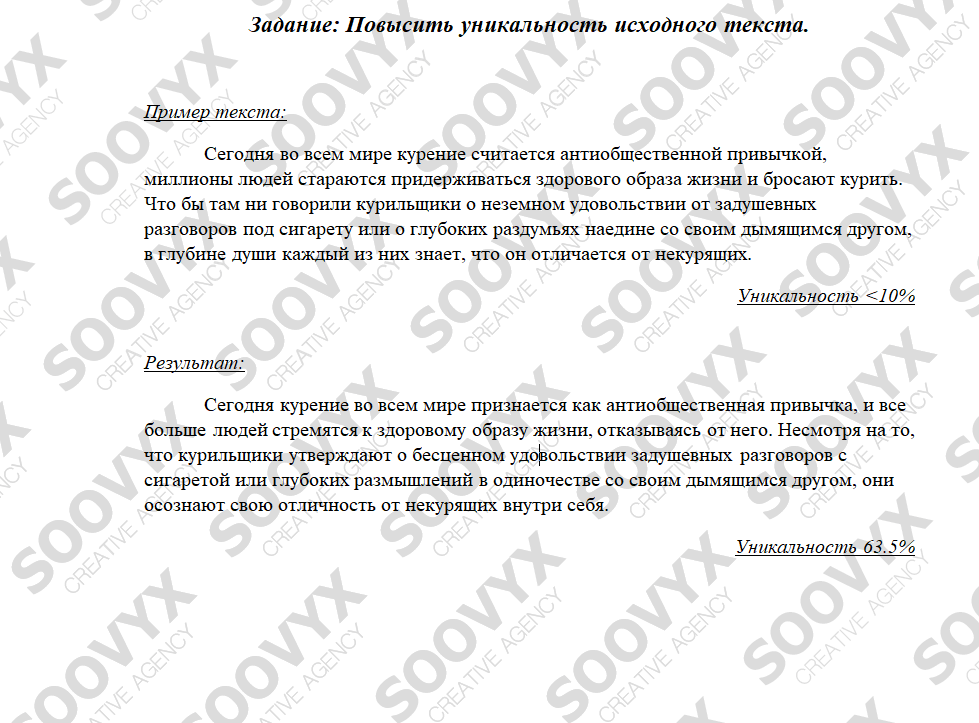 Задание: Повысить уникальность исходного текста.
Пример текста:
Сегодня во всем мире курение считается антиобщественной привычкой,
миллионы людей стараются придерживаться здорового образа жизни и бросают курить.
Что бы там ни говорили курильщики о неземном удовольствии от задушевных
разговоров под сигарету или о глубоких раздумьях наедине со своим дымящимся другом,
в глубине души каждый из них знает, что он отличается от некурящих.
Уникальность <10%
Результат:
Сегодня курение во всем мире признается как антиобщественная привычка, и все
больше людей стремятся к здоровому образу жизни, отказываясь от него. Несмотря на то,
что курильщики утверждают о бесценном удовольствии задушевных разговоров с
сигаретой или глубоких размышлений в одиночестве со своим дымящимся другом, они
осознают свою отличность от некурящих внутри себя.
Уникальность 63.5%
SOOVYX
CREATIVE AGENCY